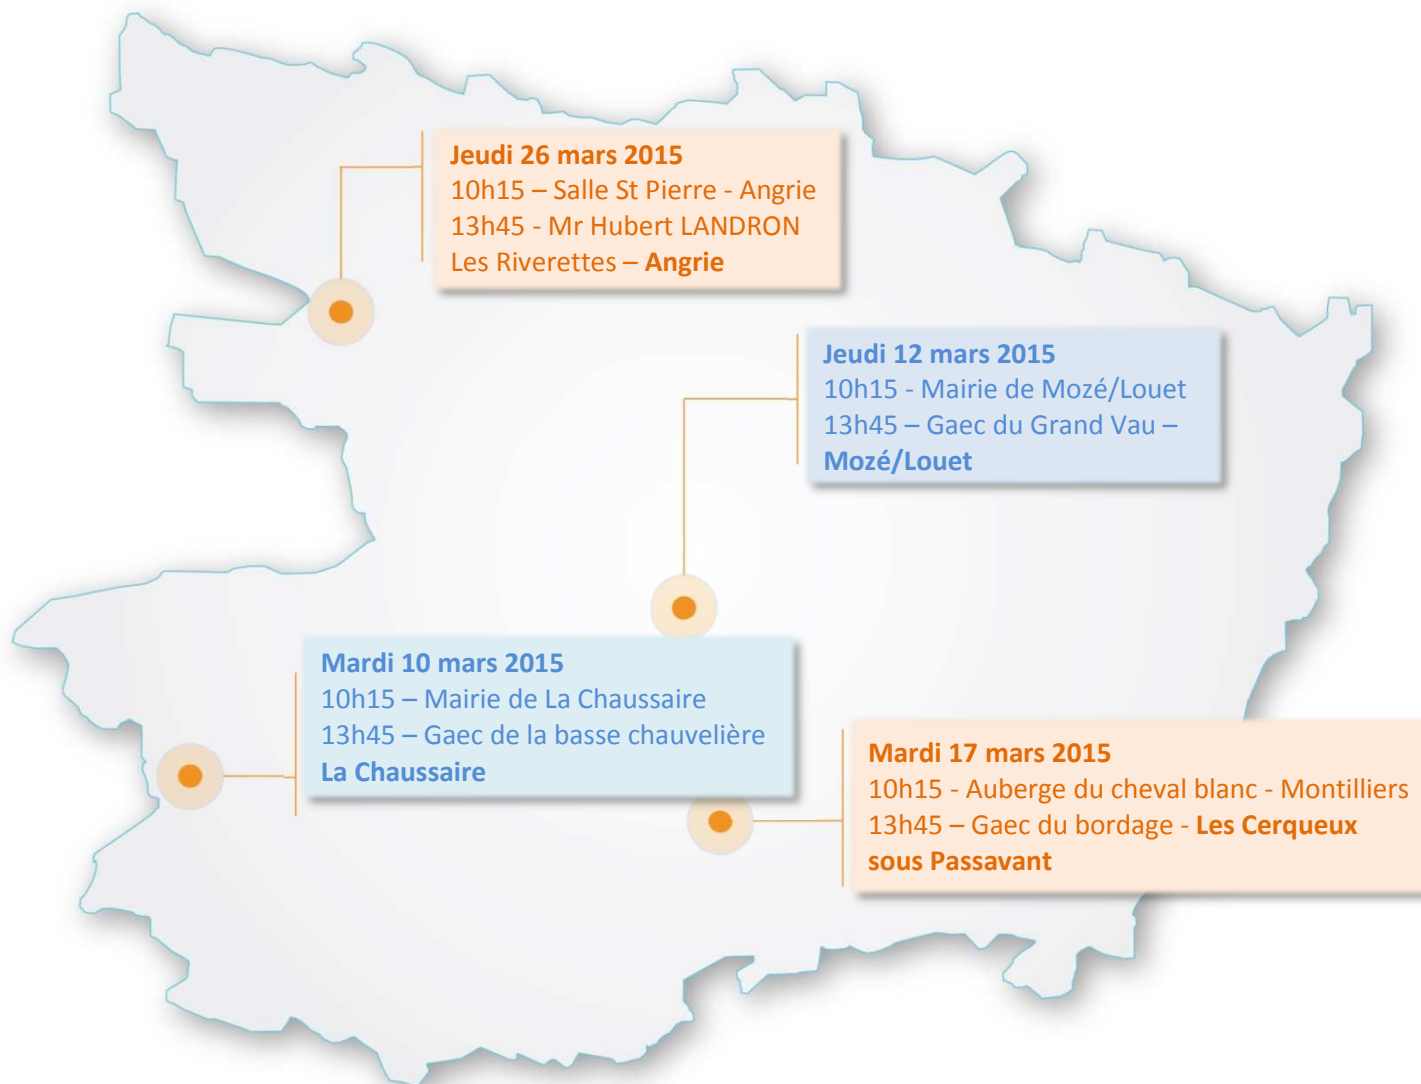 Jeudi 26 mars 2015
10h15 – Salle St Pierre - Angrie
13h45 - Mr Hubert LANDRON
Les Riverettes – Angrie
Jeudi 12 mars 2015
10h15 - Mairie de Mozé/Louet
13h45 – Gaec du Grand Vau –
Mozé/Louet
Mardi 10 mars 2015
10h15 – Mairie de La Chaussaire
13h45 – Gaec de la basse chauvelière
La Chaussaire
Mardi 17 mars 2015
10h15 - Auberge du cheval blanc - Montilliers
13h45 – Gaec du bordage - Les Cerqueux
sous Passavant